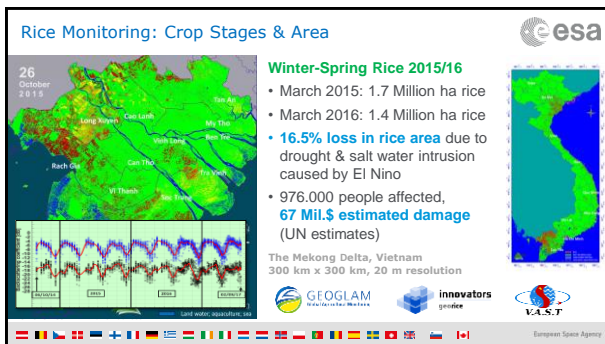 Rice Monitoring: Crop Stages & Area
esa
26
October
2015
Tan An
Cao Lanh
Long Xuyen
My Tho
Ben Tre
Vinh Long
Rach Gia
Can Tho
Tra Vinh
Vi Thanh
Soc Trang
2015
2016
Land water, aquaculture, sea
Winter-Spring Rice 2015/16
• March 2015: 1.7 Million ha rice
• March 2016: 1.4 Million ha rice
• 16.5% loss in rice area due to
drought & salt water intrusion
caused by El Nino
• 976.000 people affected,
67 Mil.$ estimated damage
(UN estimates)
The Mekong Delta, Vietnam
300 km x 300 km, 20 m resolution
GEOGLAM
innovators
georice
V.A.S.T
European Space Agency